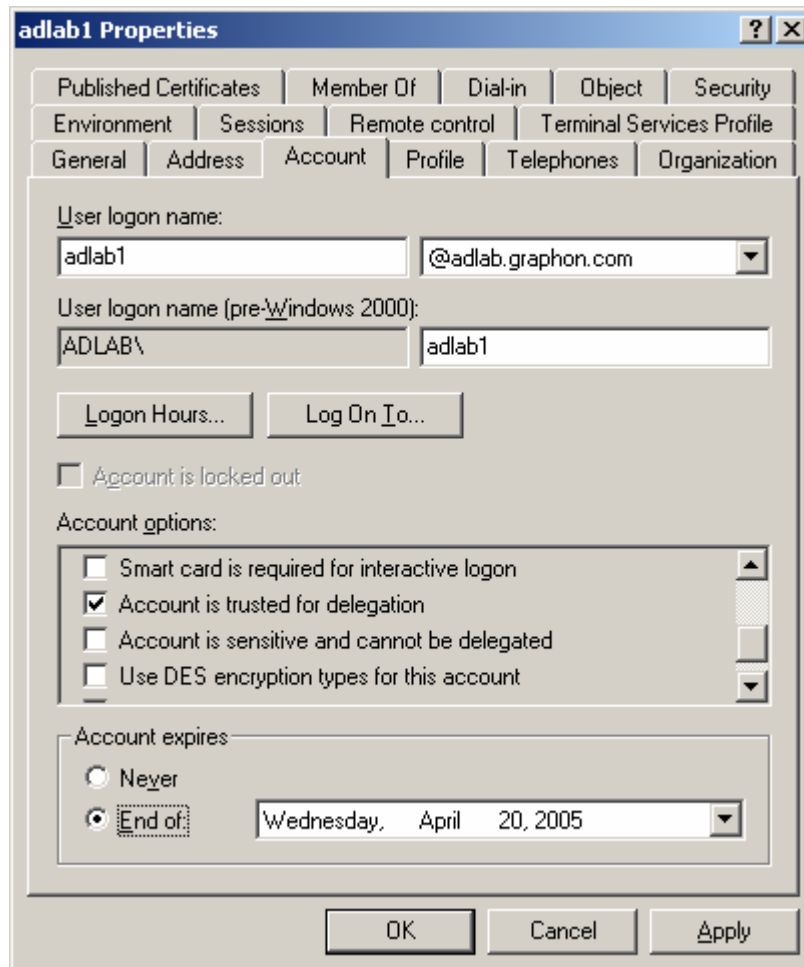 adlab1 Properties
Published Certificates Member Of Dial-in Object Security
Environment Sessions Remote control Terminal Services Profile
General Address Account Profile Telephones Organization
User logon name:
adlab1 @adlab.graphon.com
User logon name (pre-Windows 2000):
ADLAB\ adlab1
Logon Hours... Log On To...
Account is locked out
Account options:
Smart card is required for interactive logon
Account is trusted for delegation
Account is sensitive and cannot be delegated
Use DES encryption types for this account
Account expires
Never
End of: Wednesday, April 20, 2005
OK Cancel Apply